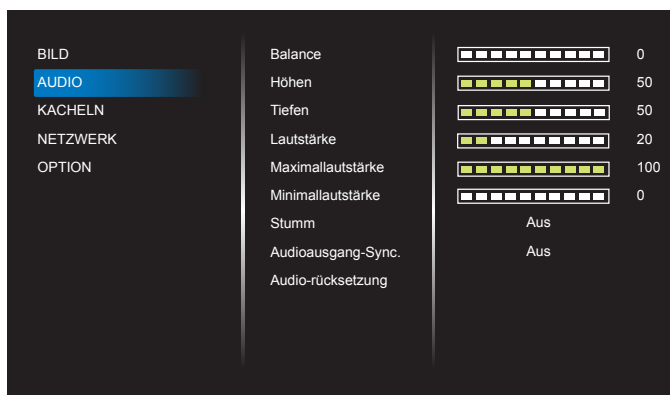 BILD
AUDIO
KACHELN
NETZWERK
OPTION
Balance 0
Höhen 50
Tiefen 50
Lautstärke 20
Maximallautstärke 100
Minimallautstärke 0
Stumm Aus
Audioausgang-Sync. Aus
Audio-rücksetzung